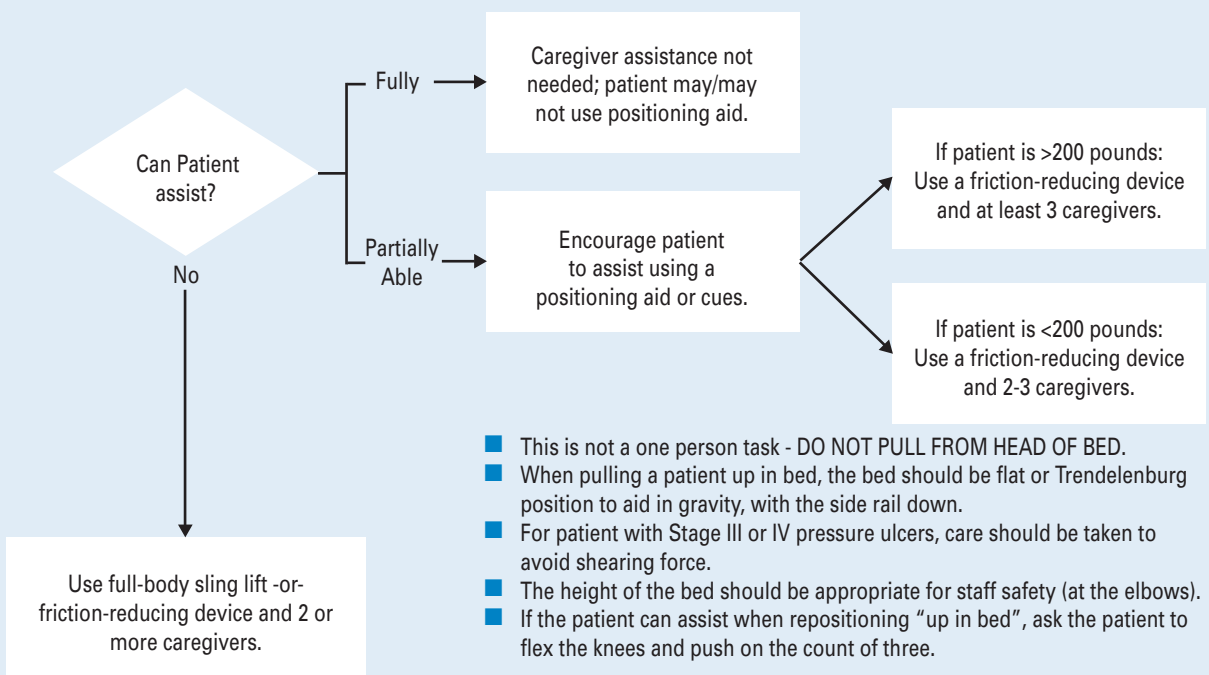 Can Patient
assist?
Fully
Caregiver assistance not
needed; patient may/may
not use positioning aid.
Partially
Able
Encourage patient
to assist using a
positioning aid or cues.
If patient is >200 pounds:
Use a friction-reducing device
and at least 3 caregivers.
If patient is <200 pounds:
Use a friction-reducing device
and 2-3 caregivers.
No
Use full-body sling lift -or-
friction-reducing device and 2 or
more caregivers.
This is not a one person task - DO NOT PULL FROM HEAD OF BED.
When pulling a patient up in bed, the bed should be flat or Trendelenburg
position to aid in gravity, with the side rail down.
For patient with Stage III or IV pressure ulcers, care should be taken to
avoid shearing force.
The height of the bed should be appropriate for staff safety (at the elbows).
If the patient can assist when repositioning “up in bed”, ask the patient to
flex the knees and push on the count of three.